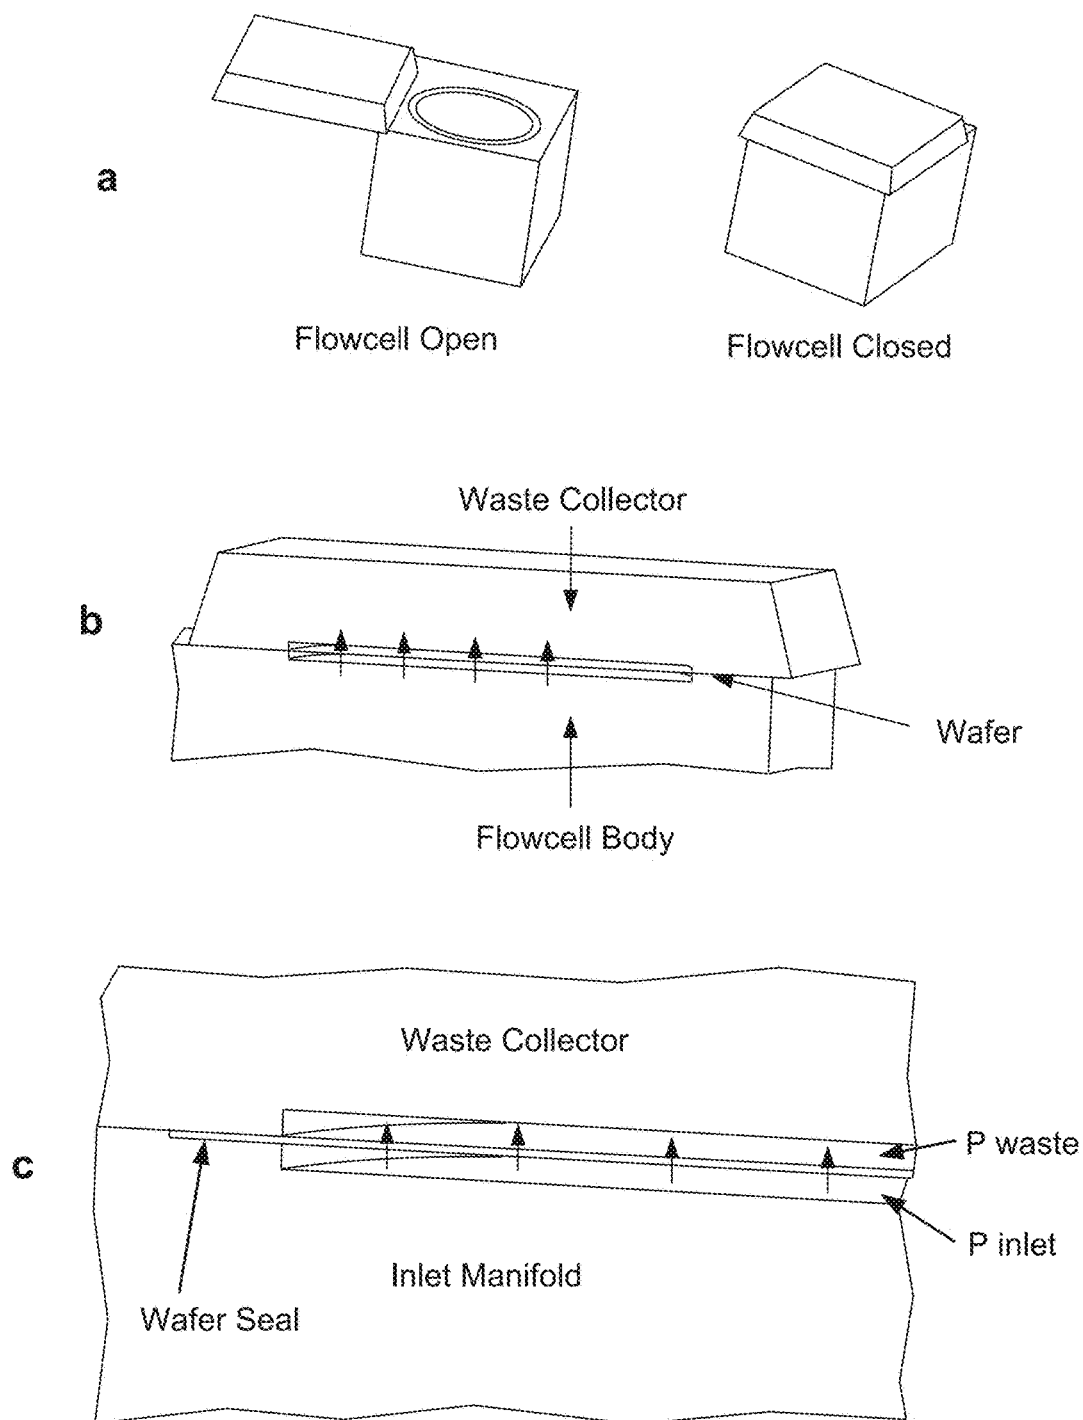 a
Flowcell Open
Flowcell Closed
b
Waste Collector
Wafer
Flowcell Body
c
Waste Collector
P waste
P inlet
Inlet Manifold
Wafer Seal